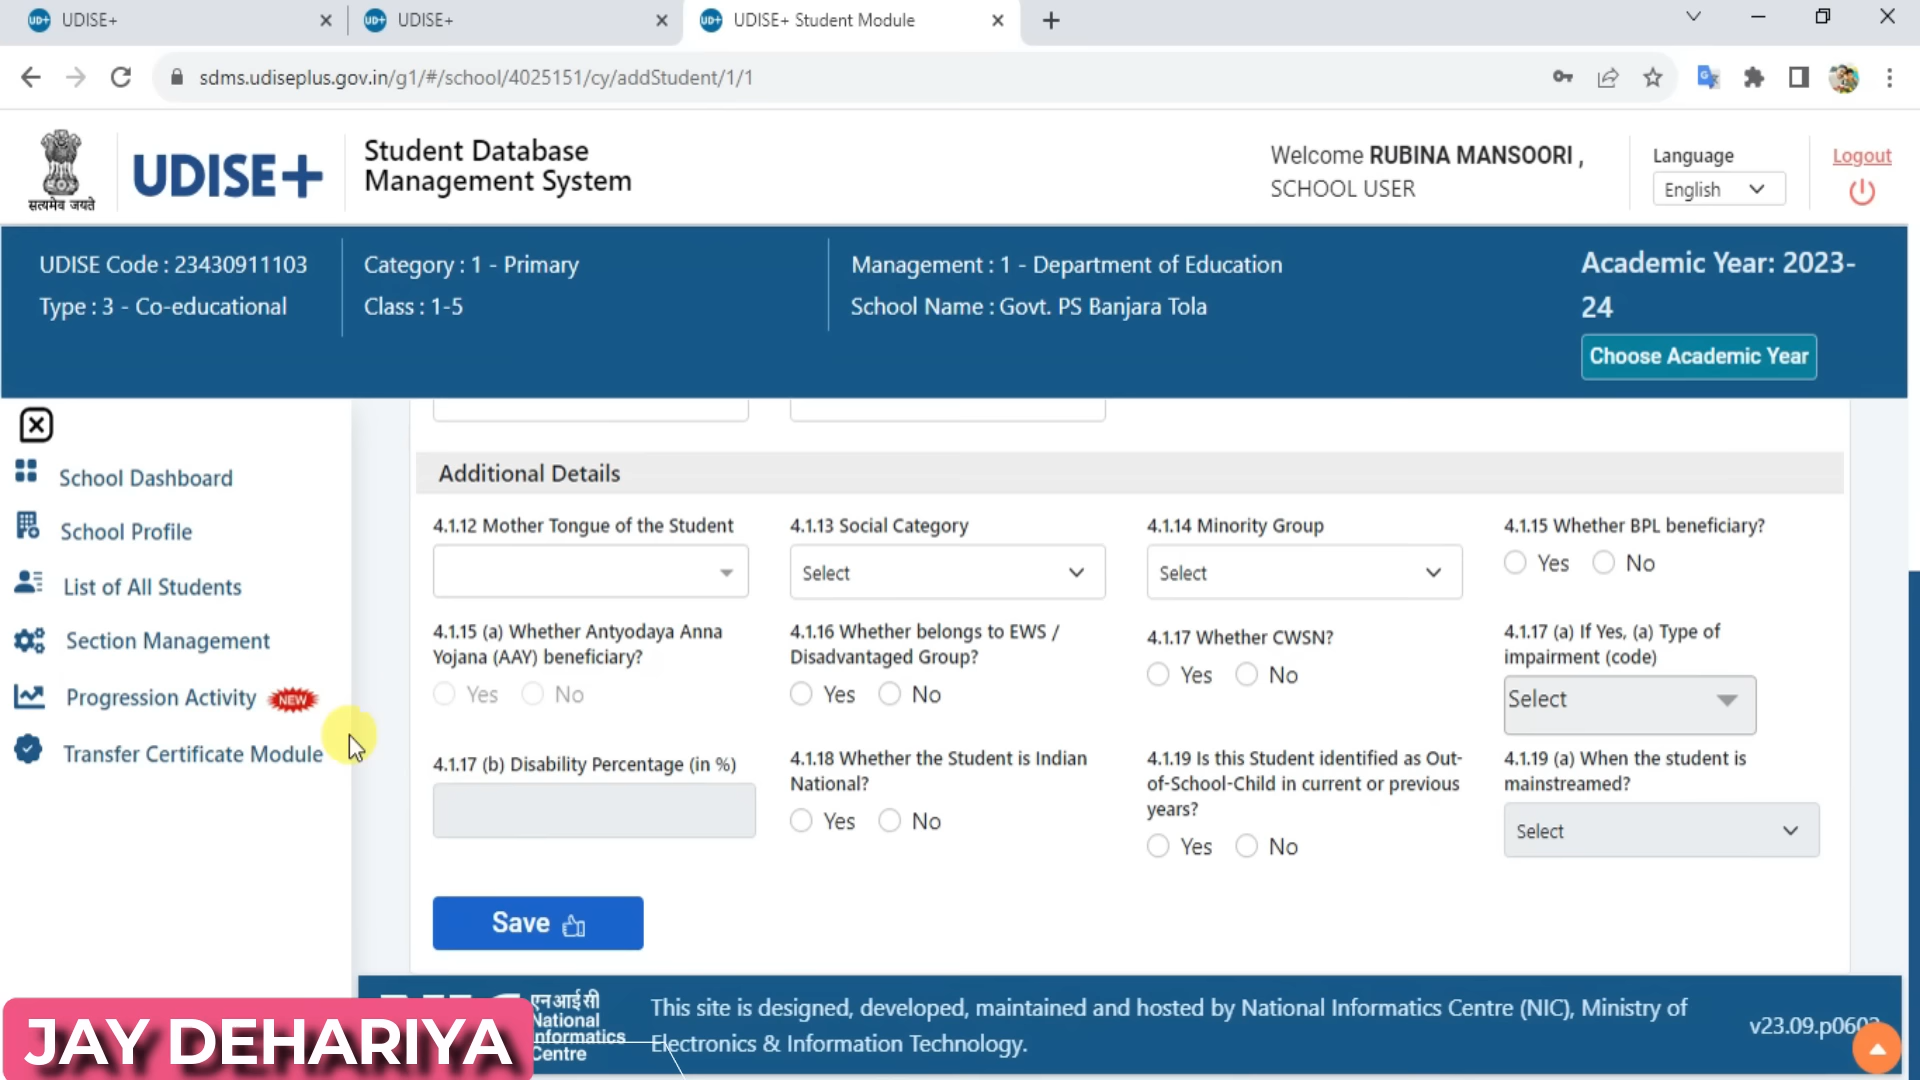 UDISE+
UDISE+
UDISE+ Student Module
sdms.udiseplus.gov.in/g1/#/school/4025151/cy/addStudent/1/1
सत्यमेव जयते
UDISE+
Student Database
Management System
Welcome RUBINA MANSOORI ,
SCHOOL USER
Language
English
Logout
UDISE Code : 23430911103
Type : 3 - Co-educational
Category : 1 - Primary
Class : 1-5
Management : 1 - Department of Education
School Name : Govt. PS Banjara Tola
Academic Year: 2023-
24
Choose Academic Year
School Dashboard
School Profile
List of All Students
Section Management
Progression Activity NEW
Transfer Certificate Module
Additional Details
4.1.12 Mother Tongue of the Student
4.1.13 Social Category
Select
4.1.14 Minority Group
Select
4.1.15 Whether BPL beneficiary?
Yes No
4.1.15 (a) Whether Antyodaya Anna
Yojana (AAY) beneficiary?
Yes No
4.1.16 Whether belongs to EWS /
Disadvantaged Group?
Yes No
4.1.17 Whether CWSN?
Yes No
4.1.17 (a) If Yes, (a) Type of
impairment (code)
Select
4.1.17 (b) Disability Percentage (in %)
4.1.18 Whether the Student is Indian
National?
Yes No
4.1.19 Is this Student identified as Out-
of-School-Child in current or previous
years?
Yes No
4.1.19 (a) When the student is
mainstreamed?
Select
Save
JAY DEHARIYA
एन आई सी
National
Informatics
Centre
This site is designed, developed, maintained and hosted by National Informatics Centre (NIC), Ministry of
Electronics & Information Technology.